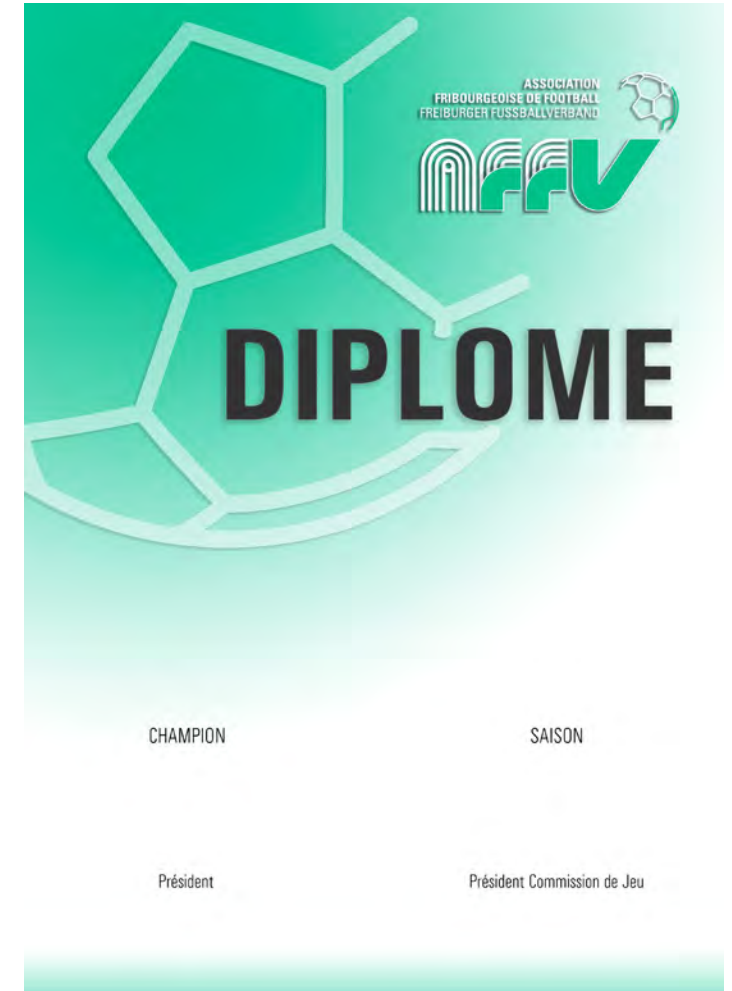 ASSOCIATION
FRIBOURGEOISE DE FOOTBALL
FREIBURGER FUSSBALLVERBAND
AFFV
DIPLOME
CHAMPION
SAISON
Président
Président Commission de Jeu